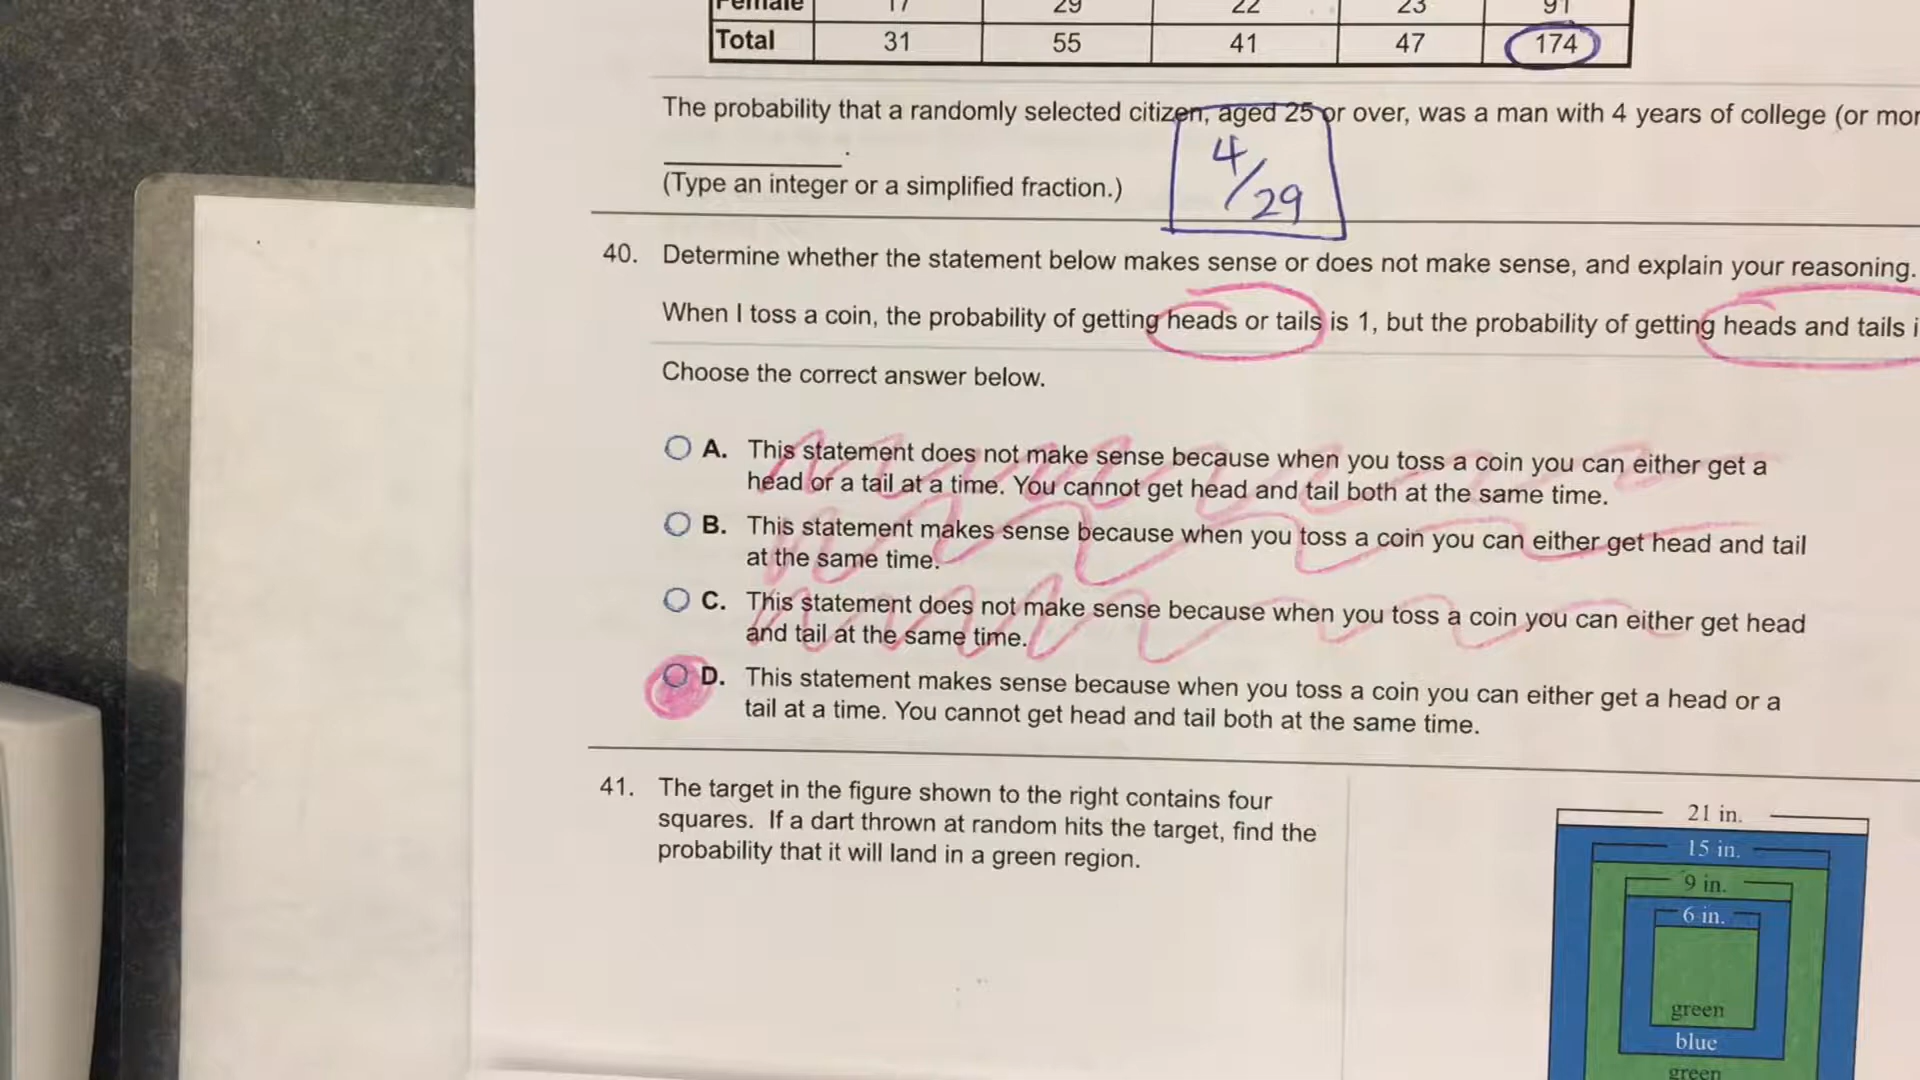 Female 17 29 22 23 91
Total 31 55 41 47 174
The probability that a randomly selected citizen, aged 25 or over, was a man with 4 years of college (or mor
.
(Type an integer or a simplified fraction.)
4/29
40. Determine whether the statement below makes sense or does not make sense, and explain your reasoning.
When I toss a coin, the probability of getting heads or tails is 1, but the probability of getting heads and tails i
Choose the correct answer below.
A. This statement does not make sense because when you toss a coin you can either get a
head or a tail at a time. You cannot get head and tail both at the same time.
B. This statement makes sense because when you toss a coin you can either get head and tail
at the same time.
C. This statement does not make sense because when you toss a coin you can either get head
and tail at the same time.
D. This statement makes sense because when you toss a coin you can either get a head or a
tail at a time. You cannot get head and tail both at the same time.
41. The target in the figure shown to the right contains four
squares. If a dart thrown at random hits the target, find the
probability that it will land in a green region.
21 in.
15 in.
9 in.
6 in.
green
blue
green